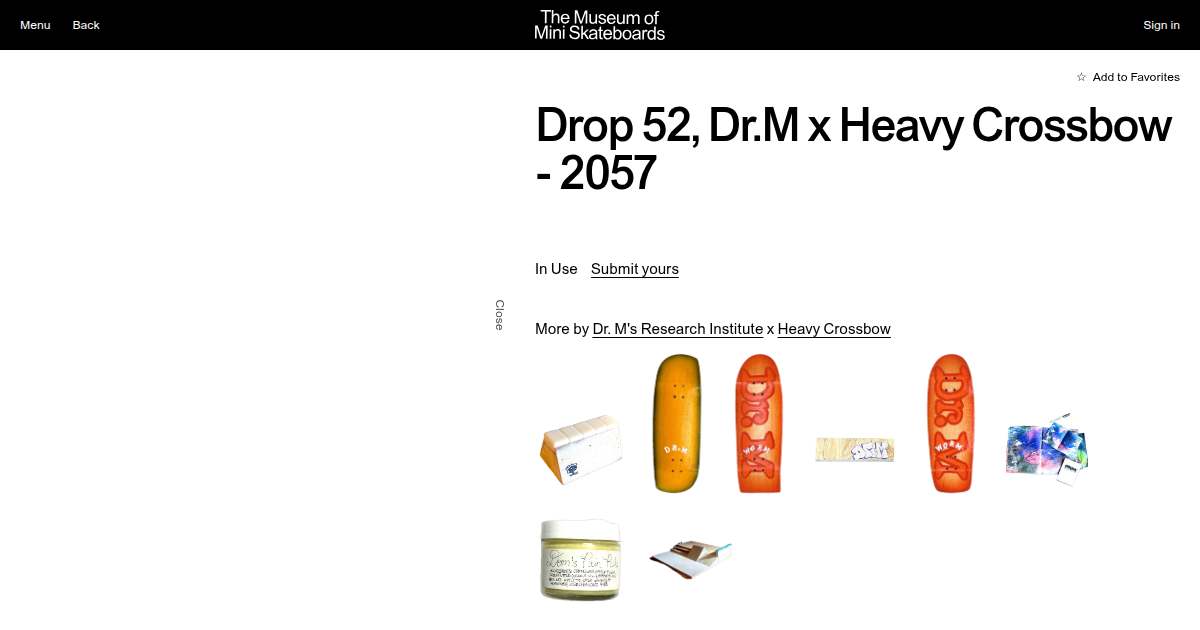 Menu
Back
The Museum of
Mini Skateboards
Sign in
☆ Add to Favorites
Drop 52, Dr.M x Heavy Crossbow
- 2057
In Use
Submit yours
Close
More by Dr. M's Research Institute x Heavy Crossbow